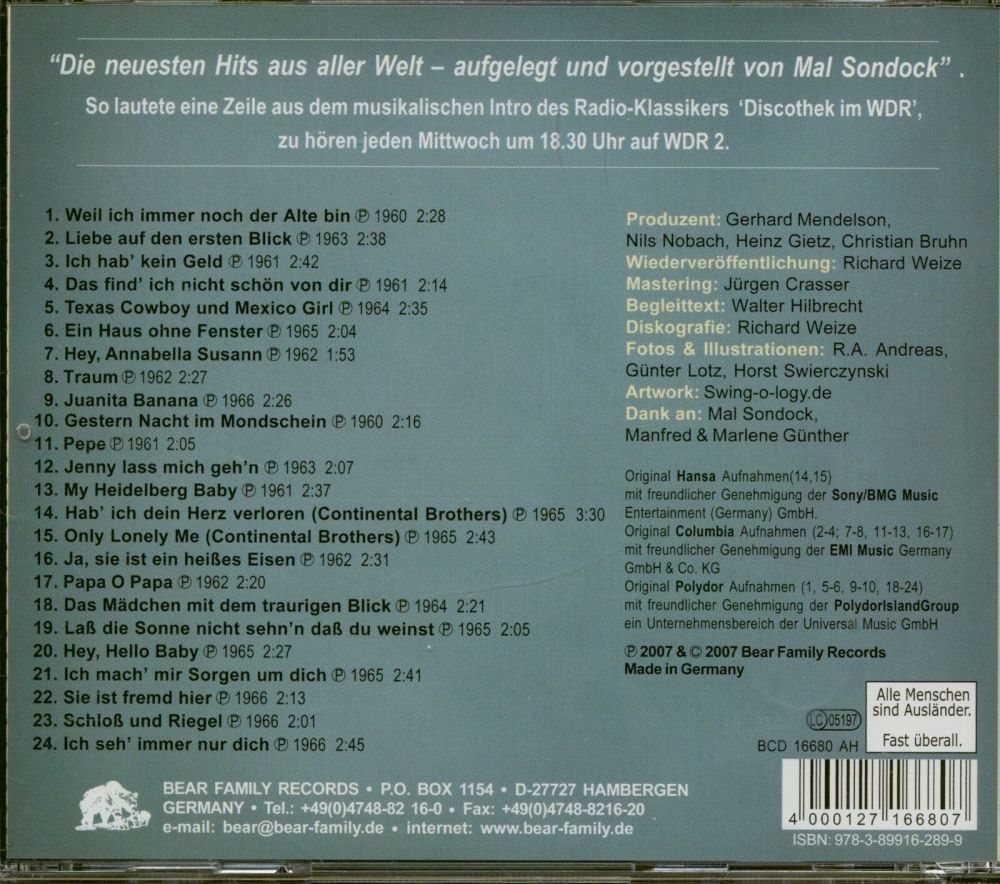 "Die neuesten Hits aus aller Welt – aufgelegt und vorgestellt von Mal Sondock" .
So lautete eine Zeile aus dem musikalischen Intro des Radio-Klassikers 'Discothek im WDR',
zu hören jeden Mittwoch um 18.30 Uhr auf WDR 2.
1. Weil ich immer noch der Alte bin ℗ 1960 2:28
2. Liebe auf den ersten Blick ℗ 1963 2:38
3. Ich hab' kein Geld ℗ 1961 2:42
4. Das find' ich nicht schön von dir ℗ 1961 2:14
5. Texas Cowboy und Mexico Girl ℗ 1964 2:35
6. Ein Haus ohne Fenster ℗ 1965 2:04
7. Hey, Annabella Susann ℗ 1962 1:53
8. Traum ℗ 1962 2:27
9. Juanita Banana ℗ 1966 2:26
10. Gestern Nacht im Mondschein ℗ 1960 2:16
11. Pepe ℗ 1961 2:05
12. Jenny lass mich geh'n ℗ 1963 2:07
13. My Heidelberg Baby ℗ 1961 2:37
14. Hab' ich dein Herz verloren (Continental Brothers) ℗ 1965 3:30
15. Only Lonely Me (Continental Brothers) ℗ 1965 2:43
16. Ja, sie ist ein heißes Eisen ℗ 1962 2:31
17. Papa O Papa ℗ 1962 2:20
18. Das Mädchen mit dem traurigen Blick ℗ 1964 2:21
19. Laß die Sonne nicht sehn'n daß du weinst ℗ 1965 2:05
20. Hey, Hello Baby ℗ 1965 2:27
21. Ich mach' mir Sorgen um dich ℗ 1965 2:41
22. Sie ist fremd hier ℗ 1966 2:13
23. Schloß und Riegel ℗ 1966 2:01
24. Ich seh' immer nur dich ℗ 1966 2:45
Produzent: Gerhard Mendelson,
Nils Nobach, Heinz Gietz, Christian Bruhn
Wiederveröffentlichung: Richard Weize
Mastering: Jürgen Crasser
Begleittext: Walter Hilbrecht
Diskografie: Richard Weize
Fotos & Illustrationen: R.A. Andreas,
Günter Lotz, Horst Swierczynski
Artwork: Swing-o-logy.de
Dank an: Mal Sondock,
Manfred & Marlene Günther
Original Hansa Aufnahmen(14,15)
mit freundlicher Genehmigung der Sony/BMG Music
Entertainment (Germany) GmbH.
Original Columbia Aufnahmen (2-4; 7-8, 11-13, 16-17)
mit freundlicher Genehmigung der EMI Music Germany
GmbH & Co. KG
Original Polydor Aufnahmen (1, 5-6, 9-10, 18-24)
mit freundlicher Genehmigung der PolydorIslandGroup
ein Unternehmensbereich der Universal Music GmbH
℗ 2007 & © 2007 Bear Family Records
Made in Germany
LC 05197
BCD 16680 AH
Alle Menschen
sind Ausländer.
Fast überall.
BEAR FAMILY RECORDS • P.O. BOX 1154 • D-27727 HAMBERGEN
GERMANY • Tel.: +49(0)4748-82 16-0 • Fax: +49(0)4748-8216-20
e-mail: bear@bear-family.de • internet: www.bear-family.de
4 000127 166807
ISBN: 978-3-89916-289-9